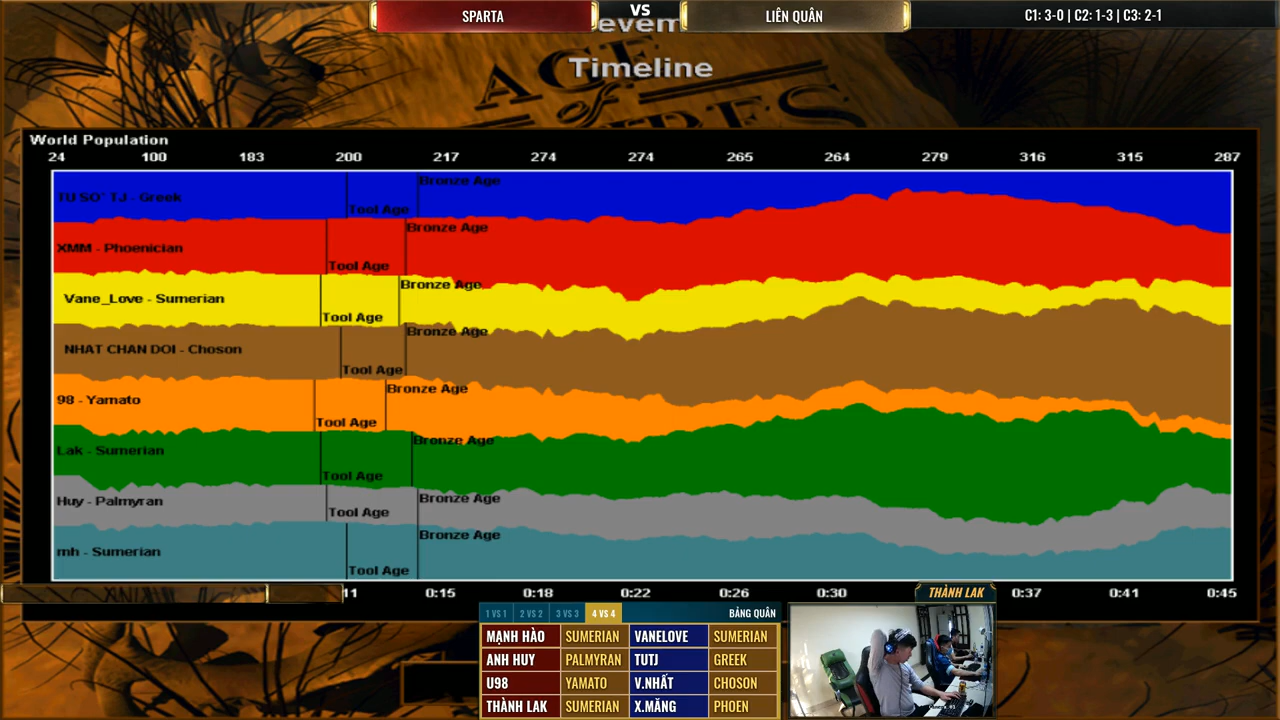 SPARTA
VS
LIÊN QUÂN
C1: 3-0 | C2: 1-3 | C3: 2-1
Timeline
AGE
of
World Population
24 100 183 200 217 274 274 265 264 279 316 315 287
TU SO` TJ - Greek
Tool Age
Bronze Age
XMM - Phoenician
Tool Age
Bronze Age
Vane_Love - Sumerian
Tool Age
Bronze Age
NHAT CHAN DOI - Choson
Tool Age
Bronze Age
98 - Yamato
Tool Age
Bronze Age
Lak - Sumerian
Tool Age
Bronze Age
Huy - Palmyran
Tool Age
Bronze Age
mh - Sumerian
Tool Age
Bronze Age
11 0:15 0:18 0:22 0:26 0:30 0:37 0:41 0:45
THÀNH LAK
1 VS 1 2 VS 2 3 VS 3 4 VS 4 BẢNG QUÂN
MẠNH HÀO SUMERIAN VANELOVE SUMERIAN
ANH HUY PALMYRAN TUTJ GREEK
U98 YAMATO V.NHẤT CHOSON
THÀNH LAK SUMERIAN X.MĂNG PHOEN